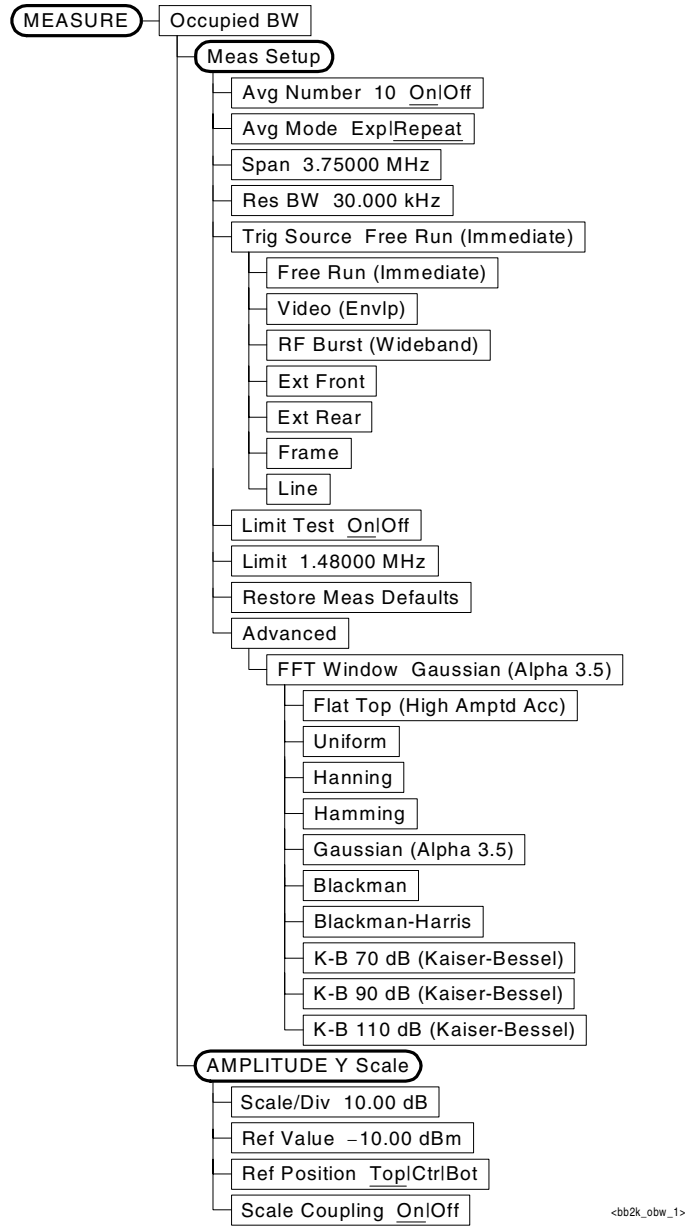 MEASURE Occupied BW
Meas Setup
Avg Number 10 On|Off
Avg Mode Exp|Repeat
Span 3.75000 MHz
Res BW 30.000 kHz
Trig Source Free Run (Immediate)
Free Run (Immediate)
Video (Envlp)
RF Burst (Wideband)
Ext Front
Ext Rear
Frame
Line
Limit Test On|Off
Limit 1.48000 MHz
Restore Meas Defaults
Advanced
FFT Window Gaussian (Alpha 3.5)
Flat Top (High Amptd Acc)
Uniform
Hanning
Hamming
Gaussian (Alpha 3.5)
Blackman
Blackman-Harris
K-B 70 dB (Kaiser-Bessel)
K-B 90 dB (Kaiser-Bessel)
K-B 110 dB (Kaiser-Bessel)
AMPLITUDE Y Scale
Scale/Div 10.00 dB
Ref Value −10.00 dBm
Ref Position Top|Ctr|Bot
Scale Coupling On|Off
<bb2k_obw_1>